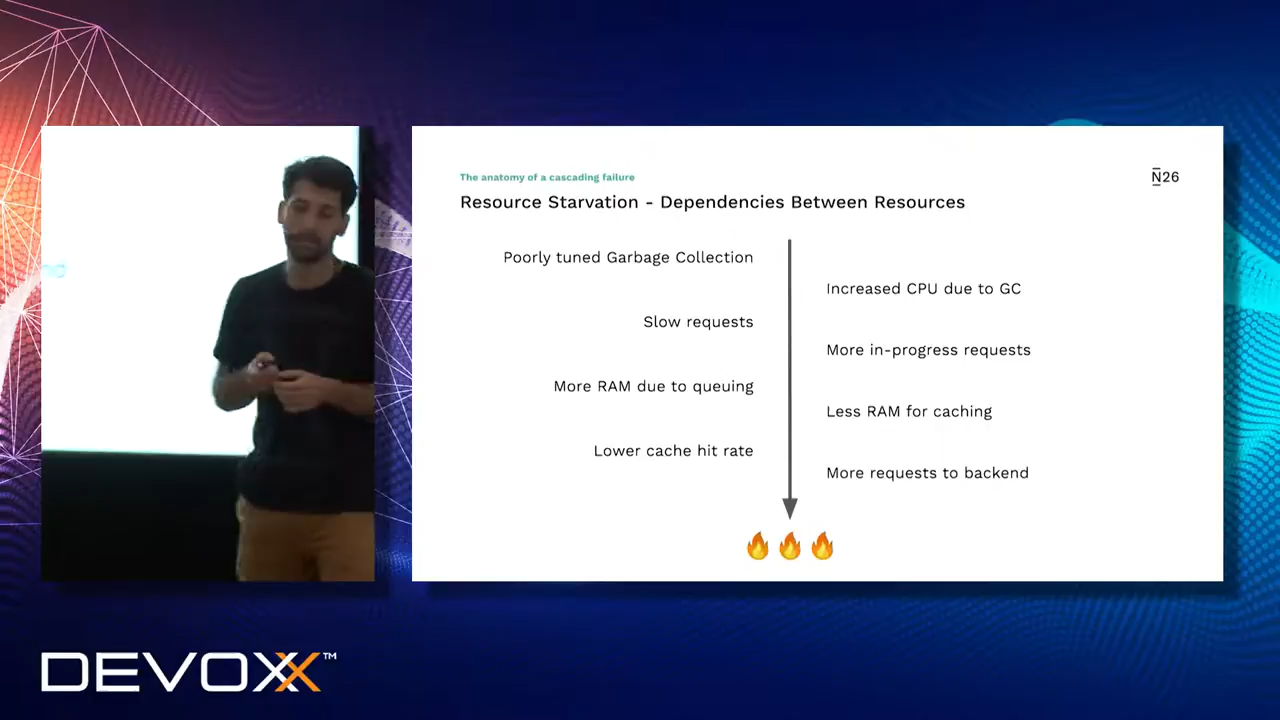 The anatomy of a cascading failure
N26
Resource Starvation - Dependencies Between Resources
Poorly tuned Garbage Collection
Increased CPU due to GC
Slow requests
More in-progress requests
More RAM due to queuing
Less RAM for caching
Lower cache hit rate
More requests to backend
DEVOXX™